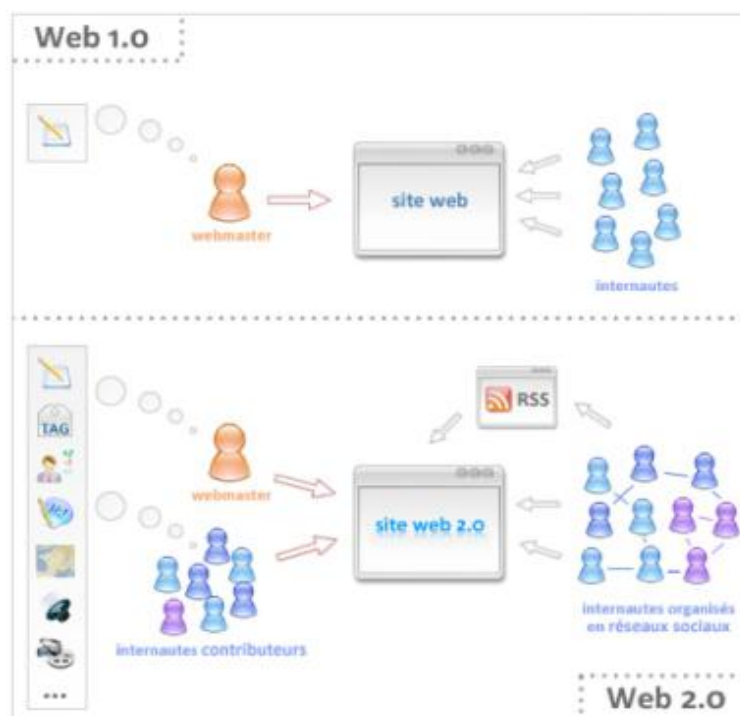 Web 1.0
site web
webmaster
internautes
TAG
RSS
webmaster
site web 2.0
internautes contributeurs
internautes organisés
en réseaux sociaux
...
Web 2.0